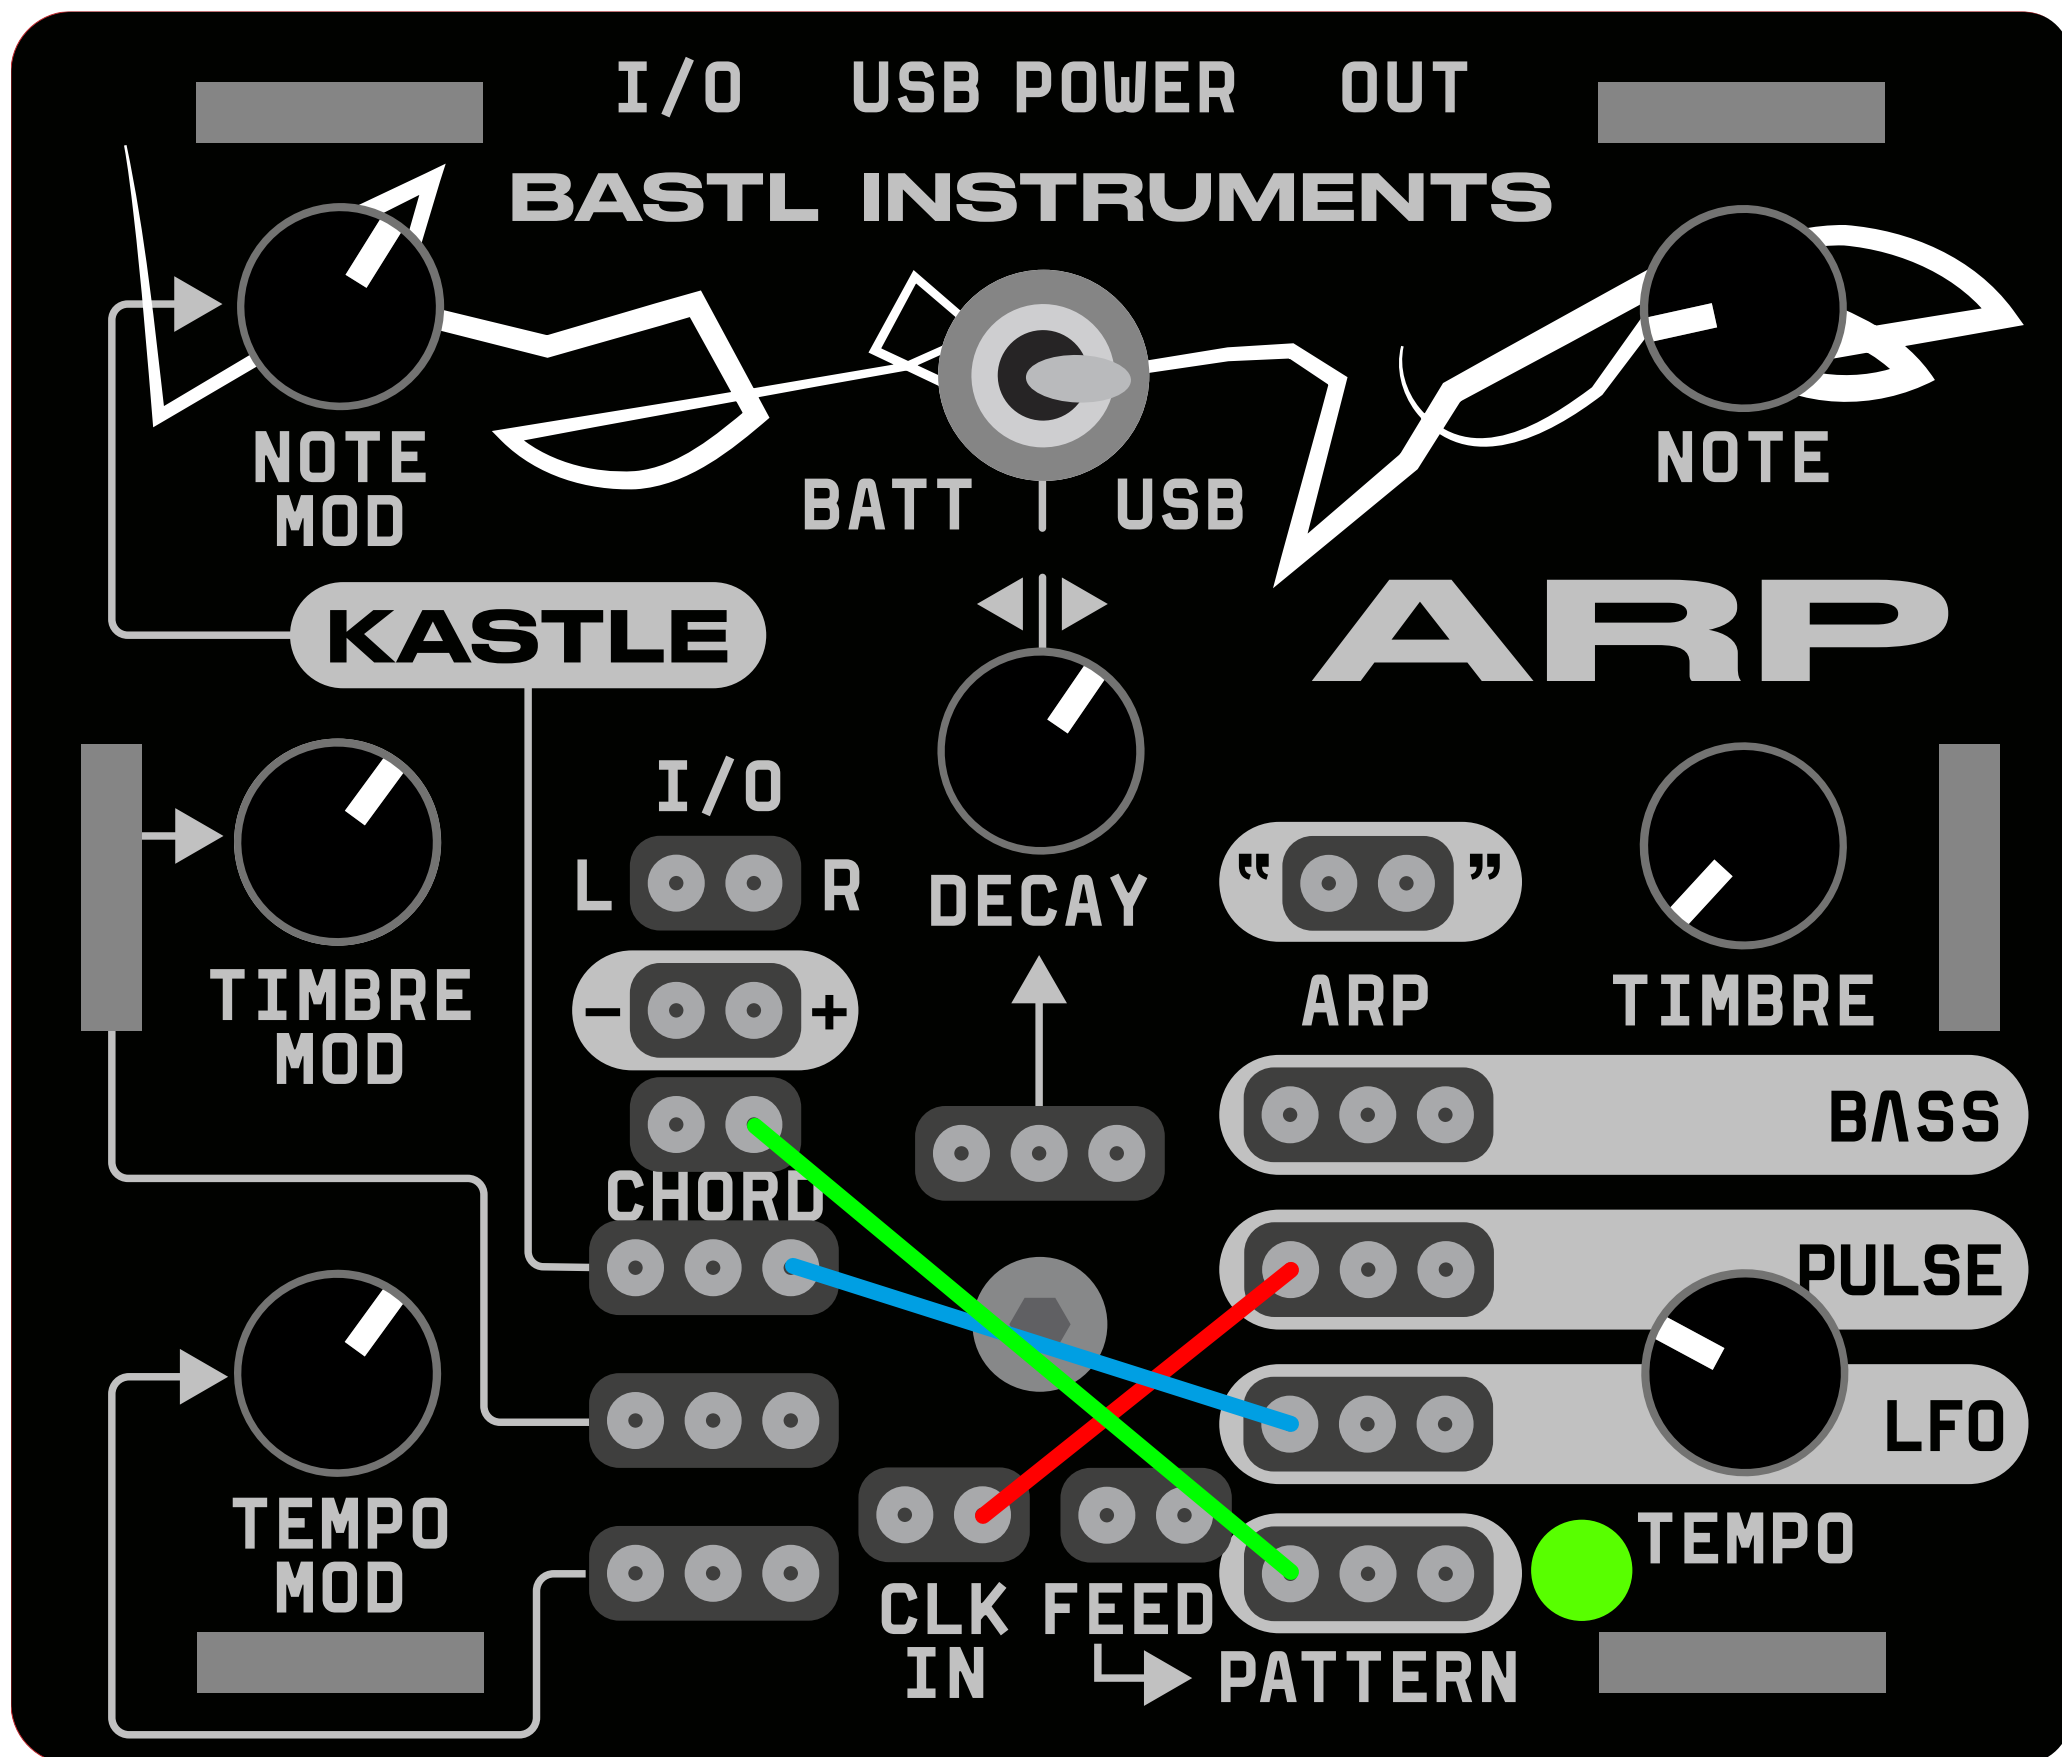 I/O USB POWER OUT
BASTL INSTRUMENTS
NOTE
MOD
NOTE
BATT USB
KASTLE
ARP
I/O
L R
DECAY
“ ”
ARP
TIMBRE
MOD
TIMBRE
- +
CHORD
BASS
PULSE
LFO
TEMPO
MOD
TEMPO
CLK
IN
FEED
PATTERN